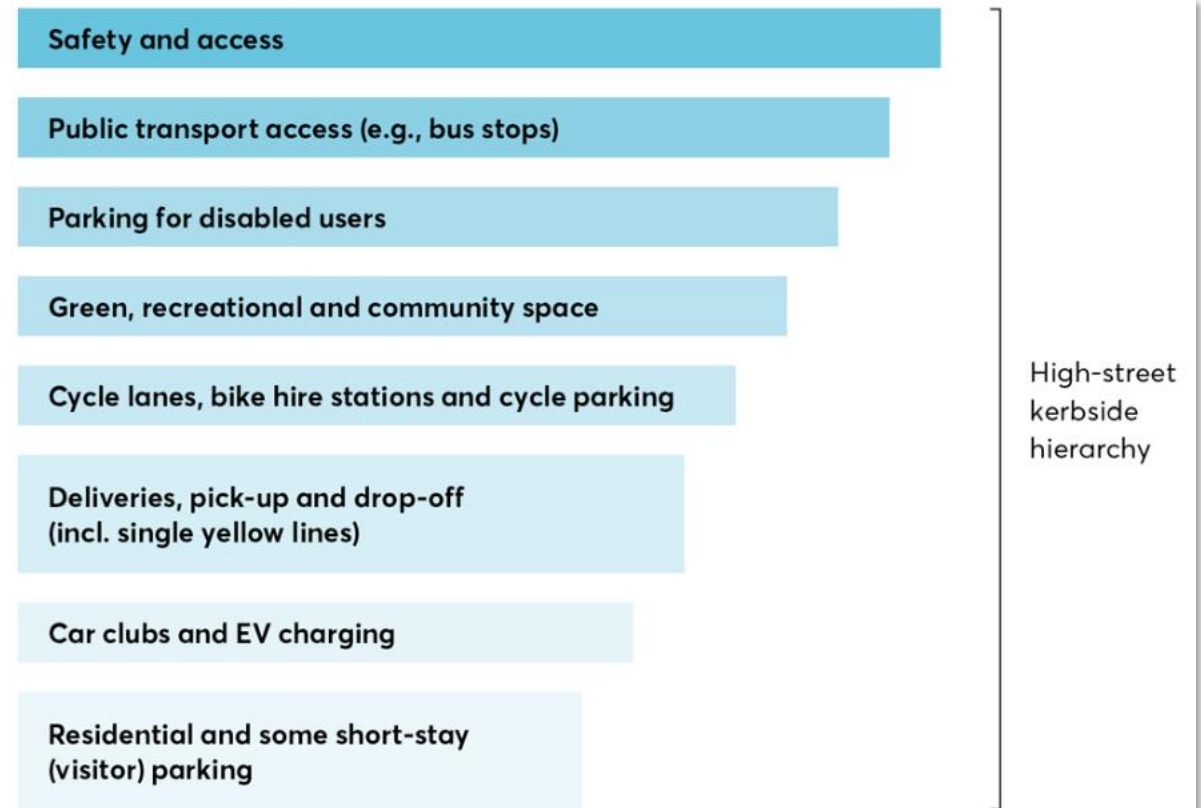 Safety and access
Public transport access (e.g., bus stops)
Parking for disabled users
Green, recreational and community space
Cycle lanes, bike hire stations and cycle parking
Deliveries, pick-up and drop-off
(incl. single yellow lines)
Car clubs and EV charging
Residential and some short-stay
(visitor) parking
High-street
kerbside
hierarchy